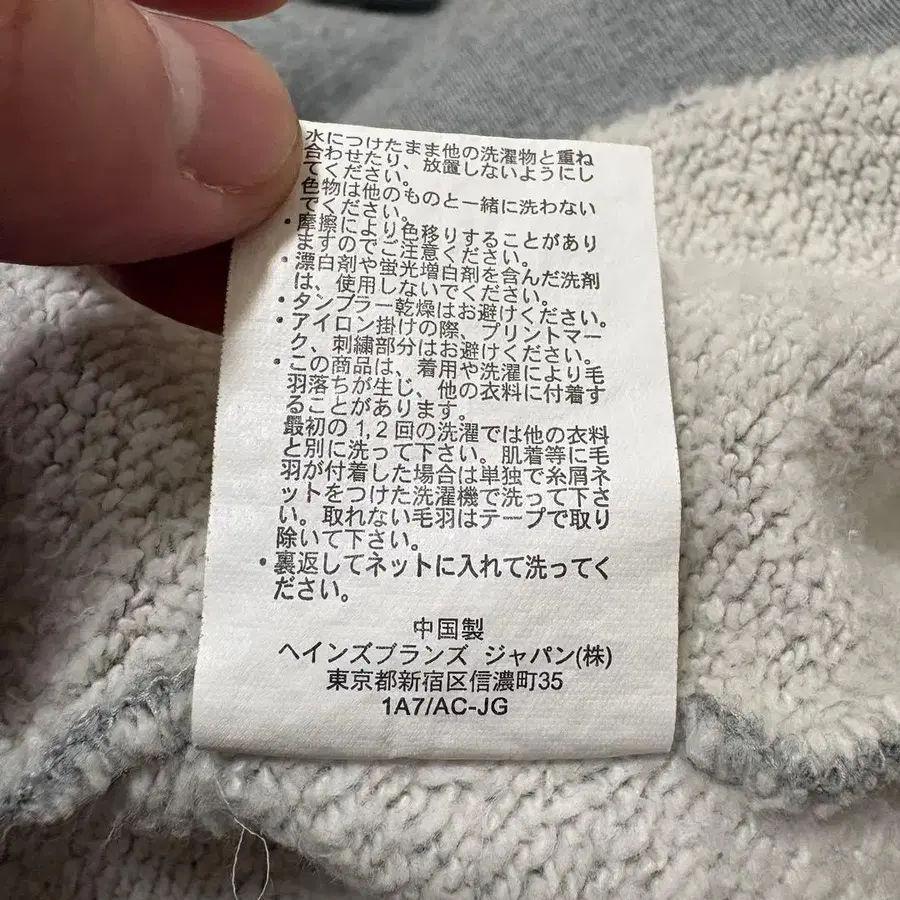 水につけたまま他の洗濯物と重ね
合わせたり、放置しないようにし
てください。
色物は他のものと一緒に洗わない
でください。
・摩擦により色移りすることがあり
ますのでご注意ください。
・漂白剤や蛍光増白剤を含んだ洗剤
は、使用しないでください。
・タンブラー乾燥はお避けください。
・アイロン掛けの際、プリントマー
ク、刺繍部分はお避けください。
・この商品は、着用や洗濯により毛
羽落ちが生じ、他の衣料に付着す
ることがあります。
最初の1,2回の洗濯では他の衣料
と別に洗って下さい。肌着等に毛
羽が付着した場合は単独で糸屑ネ
ットをつけた洗濯機で洗って下さ
い。取れない毛羽はテープで取り
除いて下さい。
・裏返してネットに入れて洗ってく
ださい。
中国製
ヘインズブランズ ジャパン(株)
東京都新宿区信濃町35
1A7/AC-JG